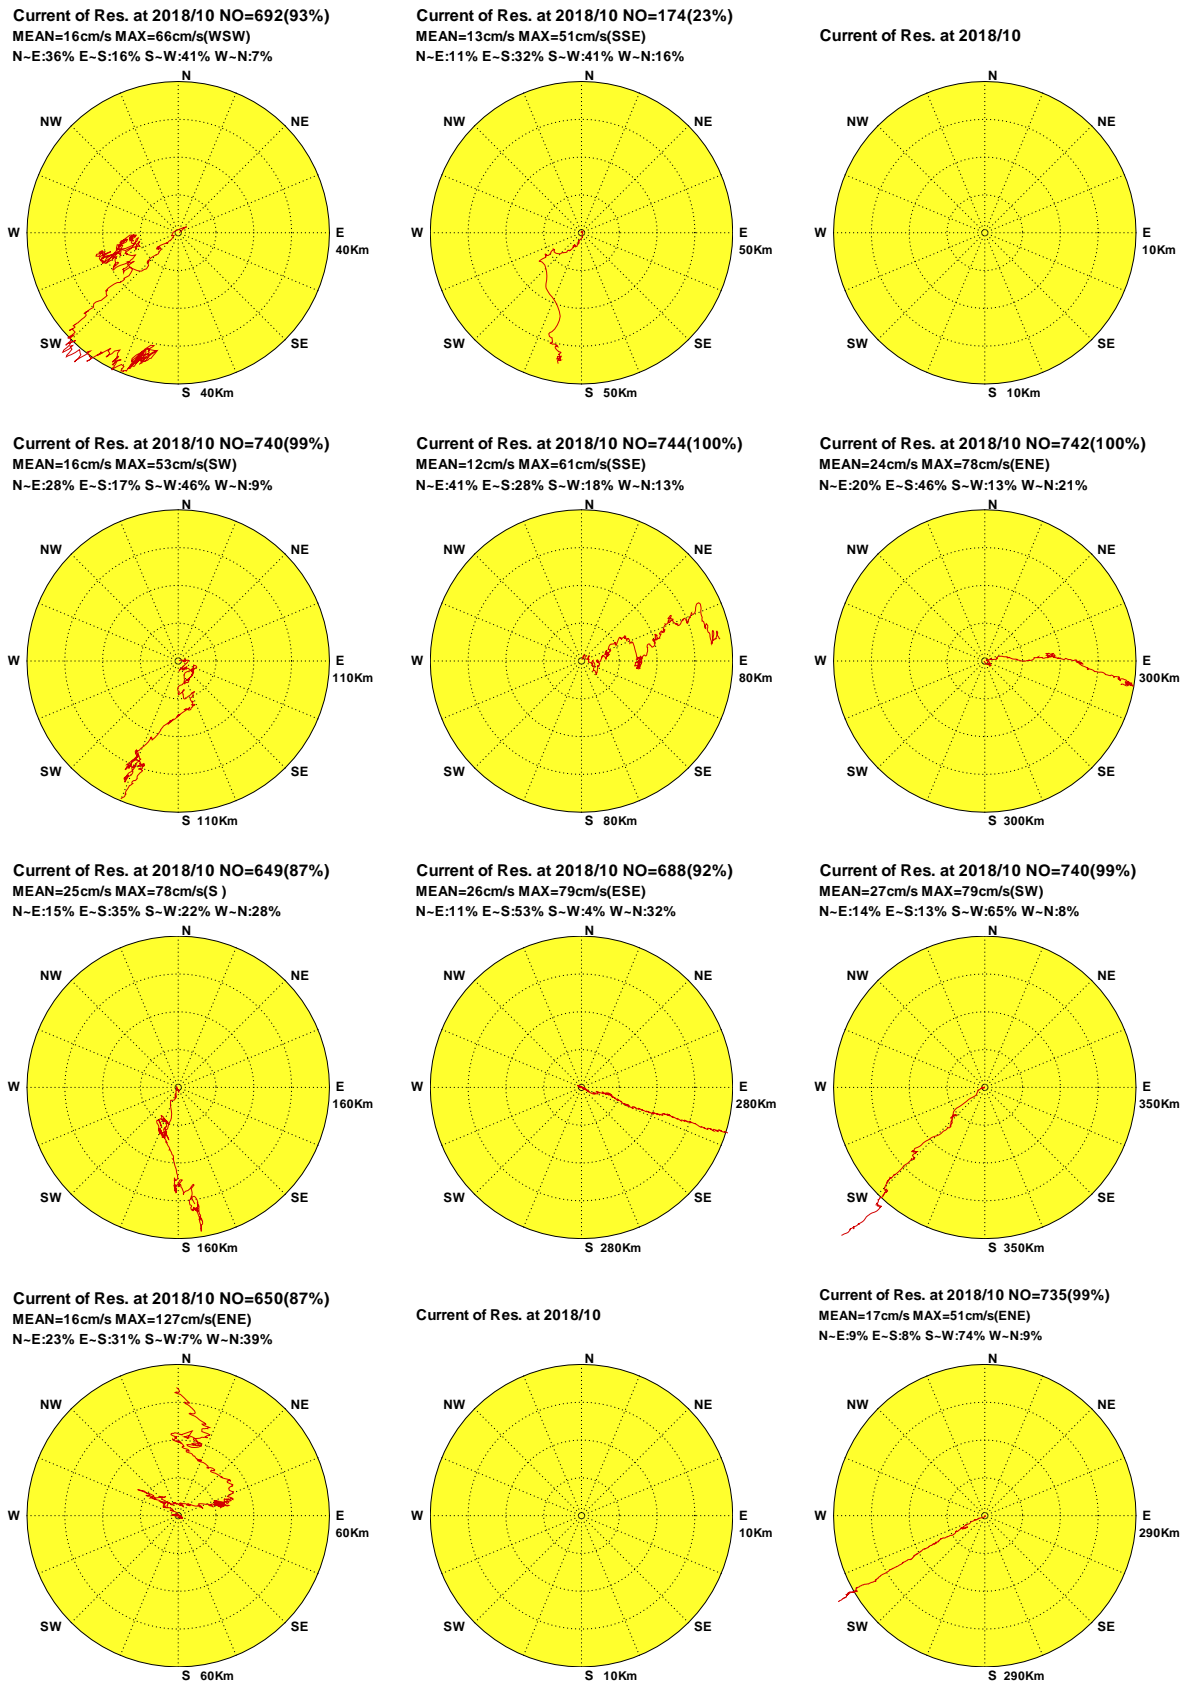 Current of Res. at 2018/10 NO=692(93%)
MEAN=16cm/s MAX=66cm/s(WSW)
N~E:36% E~S:16% S~W:41% W~N:7%
N
NW
NE
W
E
40Km
SW
SE
S 40Km
Current of Res. at 2018/10 NO=174(23%)
MEAN=13cm/s MAX=51cm/s(SSE)
N~E:11% E~S:32% S~W:41% W~N:16%
N
NW
NE
W
E
50Km
SW
SE
S 50Km
Current of Res. at 2018/10
N
NW
NE
W
E
10Km
SW
SE
S 10Km
Current of Res. at 2018/10 NO=740(99%)
MEAN=16cm/s MAX=53cm/s(SW)
N~E:28% E~S:17% S~W:46% W~N:9%
N
NW
NE
W
E
110Km
SW
SE
S 110Km
Current of Res. at 2018/10 NO=744(100%)
MEAN=12cm/s MAX=61cm/s(SSE)
N~E:41% E~S:28% S~W:18% W~N:13%
N
NW
NE
W
E
80Km
SW
SE
S 80Km
Current of Res. at 2018/10 NO=742(100%)
MEAN=24cm/s MAX=78cm/s(ENE)
N~E:20% E~S:46% S~W:13% W~N:21%
N
NW
NE
W
E
300Km
SW
SE
S 300Km
Current of Res. at 2018/10 NO=649(87%)
MEAN=25cm/s MAX=78cm/s(S )
N~E:15% E~S:35% S~W:22% W~N:28%
N
NW
NE
W
E
160Km
SW
SE
S 160Km
Current of Res. at 2018/10 NO=688(92%)
MEAN=26cm/s MAX=79cm/s(ESE)
N~E:11% E~S:53% S~W:4% W~N:32%
N
NW
NE
W
E
280Km
SW
SE
S 280Km
Current of Res. at 2018/10 NO=740(99%)
MEAN=27cm/s MAX=79cm/s(SW)
N~E:14% E~S:13% S~W:65% W~N:8%
N
NW
NE
W
E
350Km
SW
SE
S 350Km
Current of Res. at 2018/10 NO=650(87%)
MEAN=16cm/s MAX=127cm/s(ENE)
N~E:23% E~S:31% S~W:7% W~N:39%
N
NW
NE
W
E
60Km
SW
SE
S 60Km
Current of Res. at 2018/10
N
NW
NE
W
E
10Km
SW
SE
S 10Km
Current of Res. at 2018/10 NO=735(99%)
MEAN=17cm/s MAX=51cm/s(ENE)
N~E:9% E~S:8% S~W:74% W~N:9%
N
NW
NE
W
E
290Km
SW
SE
S 290Km